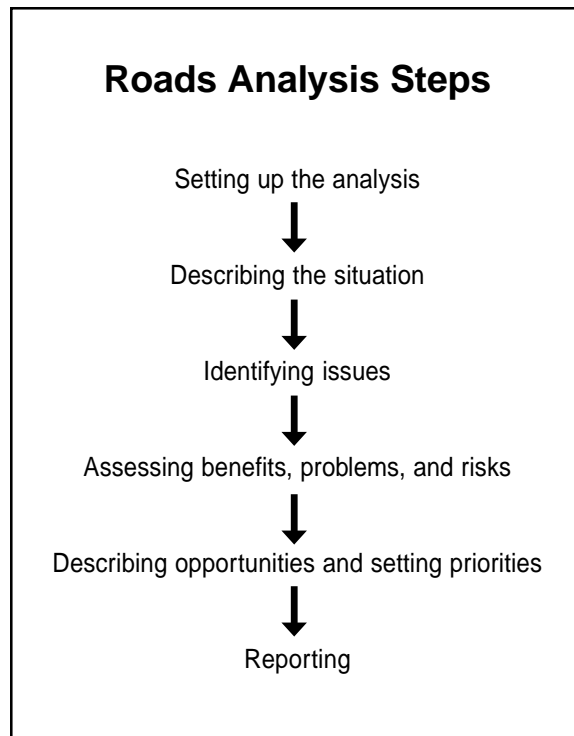 Roads Analysis Steps
Setting up the analysis
Describing the situation
Identifying issues
Assessing benefits, problems, and risks
Describing opportunities and setting priorities
Reporting